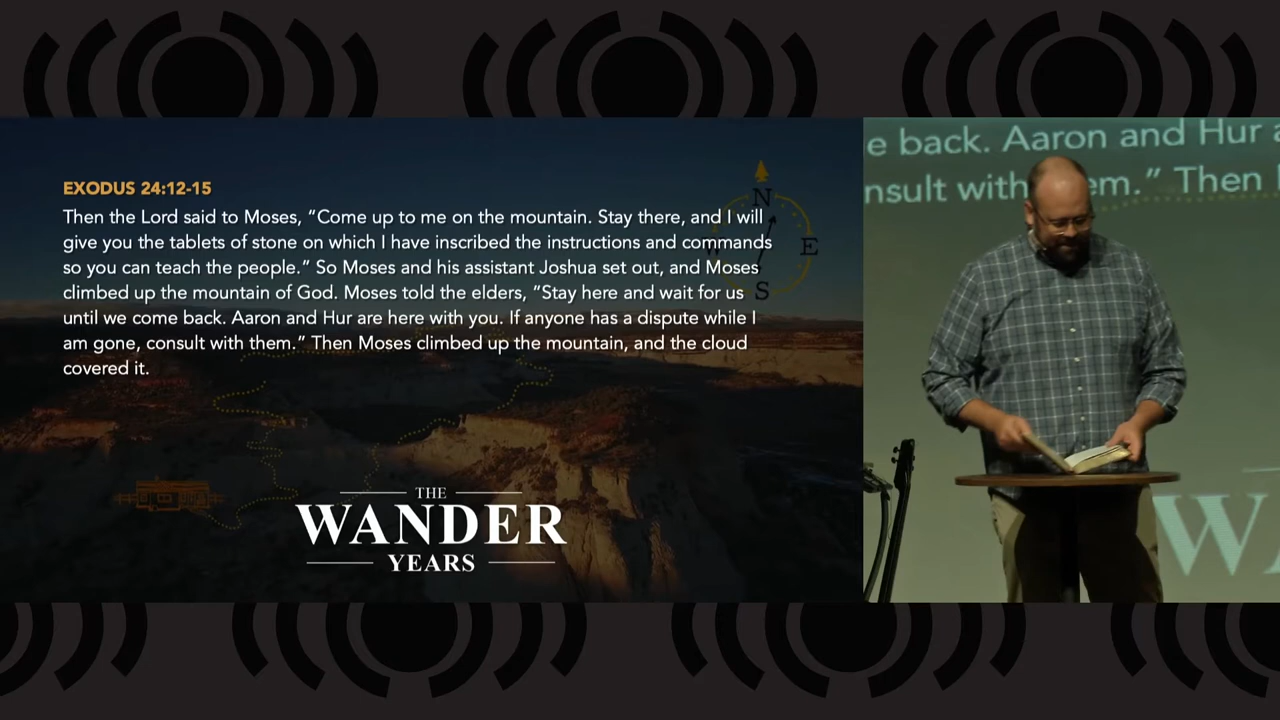 EXODUS 24:12-15
Then the Lord said to Moses, “Come up to me on the mountain. Stay there, and I will
give you the tablets of stone on which I have inscribed the instructions and commands
so you can teach the people.” So Moses and his assistant Joshua set out, and Moses
climbed up the mountain of God. Moses told the elders, “Stay here and wait for us
until we come back. Aaron and Hur are here with you. If anyone has a dispute while I
am gone, consult with them.” Then Moses climbed up the mountain, and the cloud
covered it.
N
W E
S
THE
WANDER
YEARS
e back. Aaron and Hur a
nsult with em.” Then
WA